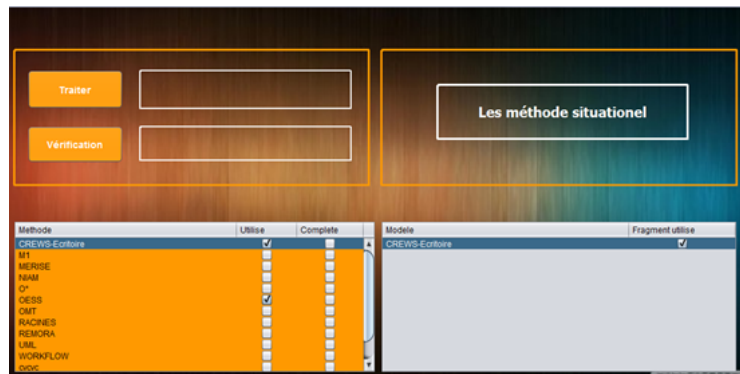 Traiter
Les méthode situationel
Vérification
Methode Utilise Complete
CREWS-Ecritoire
M1
MERISE
NIAM
O*
OESS
OMT
RACINES
REMORA
UML
WORKFLOW
cvcvc
Modele Fragment utilise
CREWS-Ecritoire